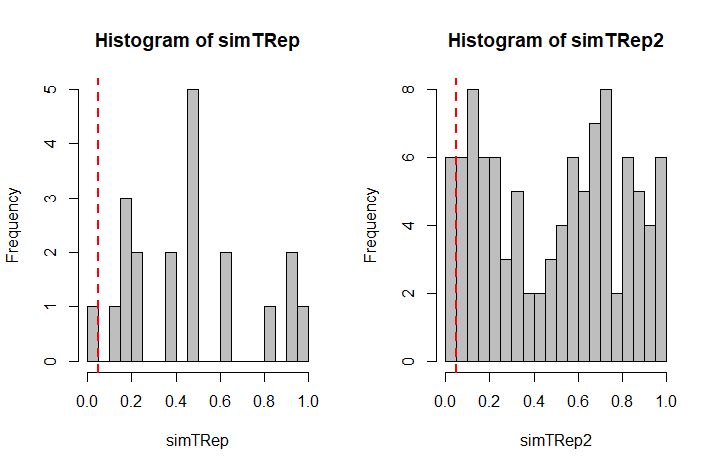 Histogram of simTRep
Frequency
5
4
3
2
1
0
0.0 0.2 0.4 0.6 0.8 1.0
simTRep
Histogram of simTRep2
Frequency
8
6
4
2
0
0.0 0.2 0.4 0.6 0.8 1.0
simTRep2